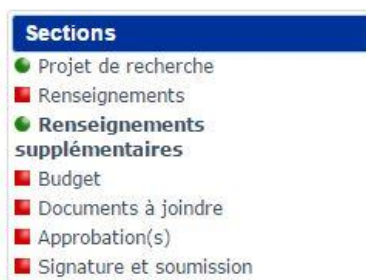 Sections
Projet de recherche
Renseignements
Renseignements
supplémentaires
Budget
Documents à joindre
Approbation(s)
Signature et soumission